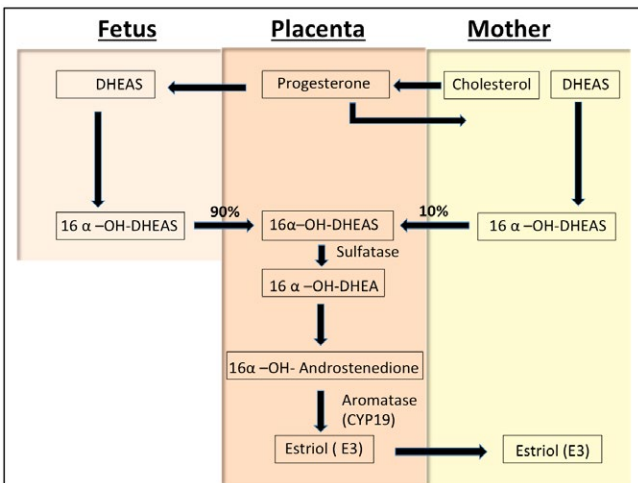 Fetus Placenta Mother
DHEAS Progesterone Cholesterol DHEAS
90% 10%
16 α –OH-DHEAS 16α–OH-DHEAS 16 α –OH-DHEAS
Sulfatase
16 α –OH-DHEA
16α –OH- Androstenedione
Aromatase
(CYP19)
Estriol ( E3) Estriol (E3)